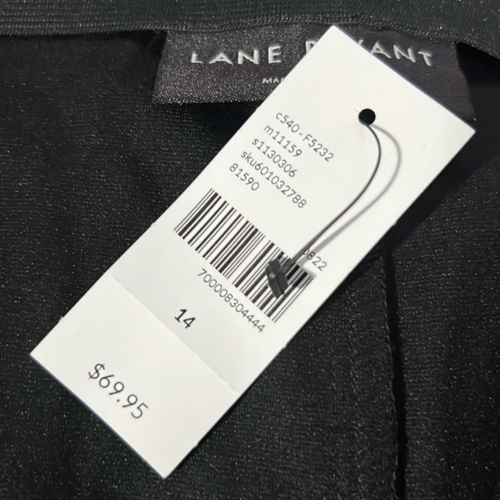 LANE BRYANT
c540-F5232
m11159
s1130306
sku601032788
81590
700008304444
14
$69.95